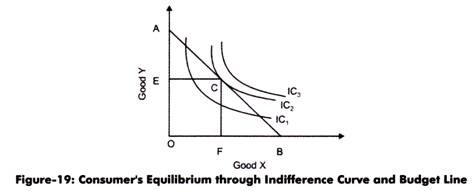 A
Good Y
E
C
IC3
IC2
IC1
O
F
B
Good X
Figure-19: Consumer's Equilibrium through Indifference Curve and Budget Line